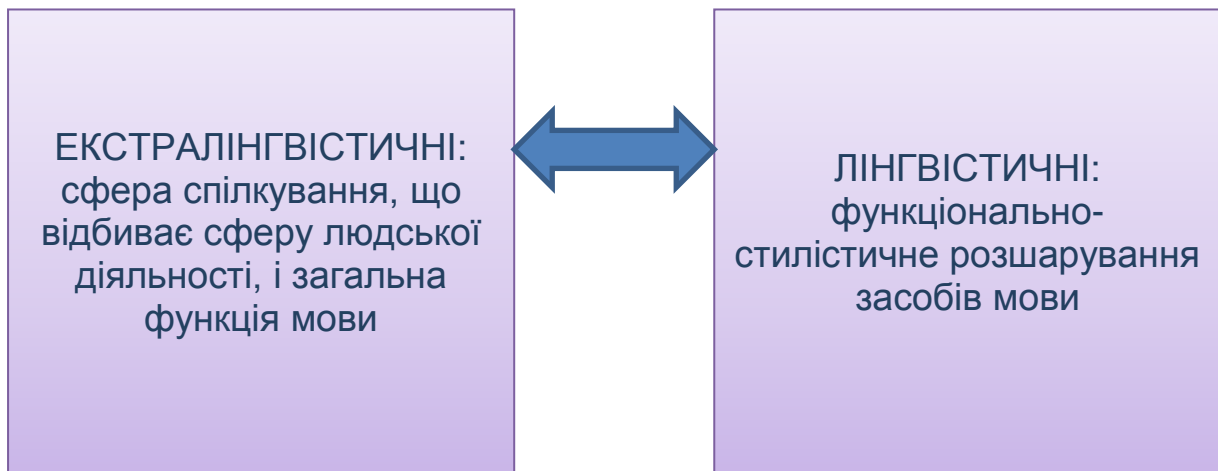 ЕКСТРАЛІНГВІСТИЧНІ:
сфера спілкування, що
відбиває сферу людської
діяльності, і загальна
функція мови
ЛІНГВІСТИЧНІ:
функціонально-
стилістичне розшарування
засобів мови